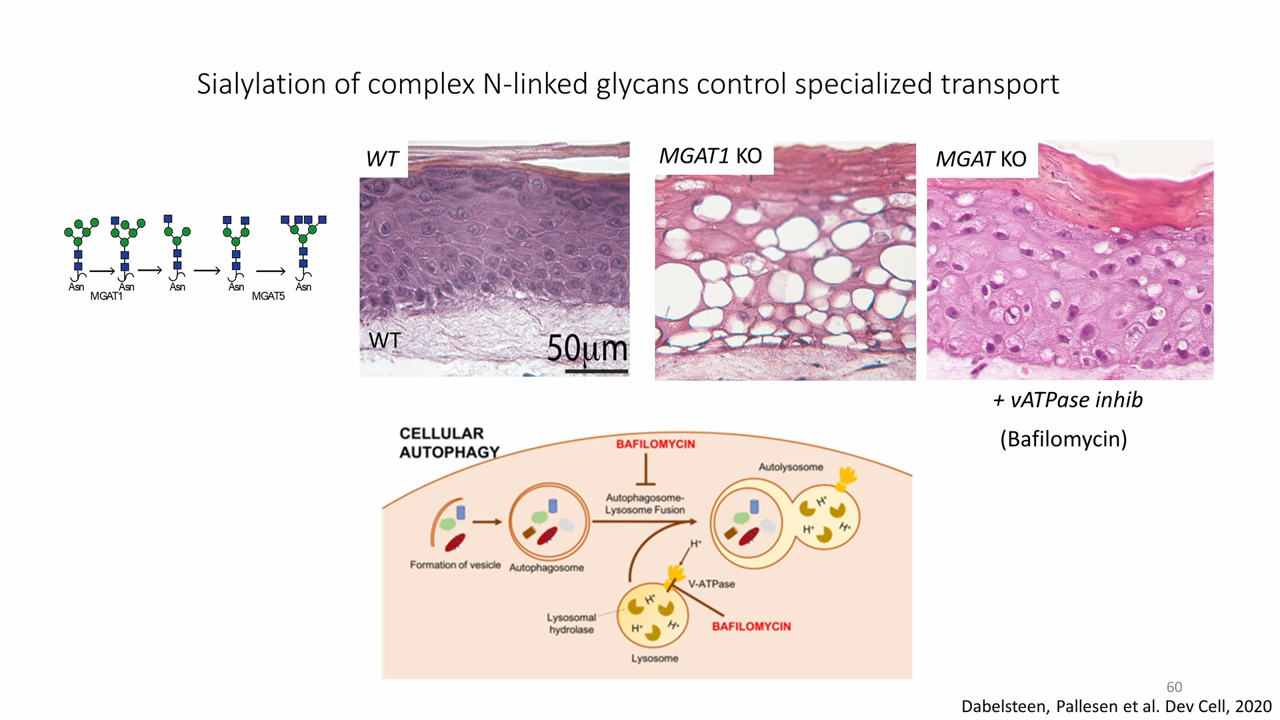 Sialylation of complex N-linked glycans control specialized transport
WT
MGAT1 KO
MGAT KO
Asn
Asn
Asn
Asn
Asn
MGAT1
MGAT5
WT
50μm
+ vATPase inhib
(Bafilomycin)
CELLULAR
AUTOPHAGY
BAFILOMYCIN
Autolysosome
Autophagosome-
Lysosome Fusion
H+
H+
H+
H+
Formation of vesicle
Autophagosome
H+
V-ATPase
Lysosomal
hydrolase
H+
H+
H+
BAFILOMYCIN
Lysosome
60
Dabelsteen, Pallesen et al. Dev Cell, 2020